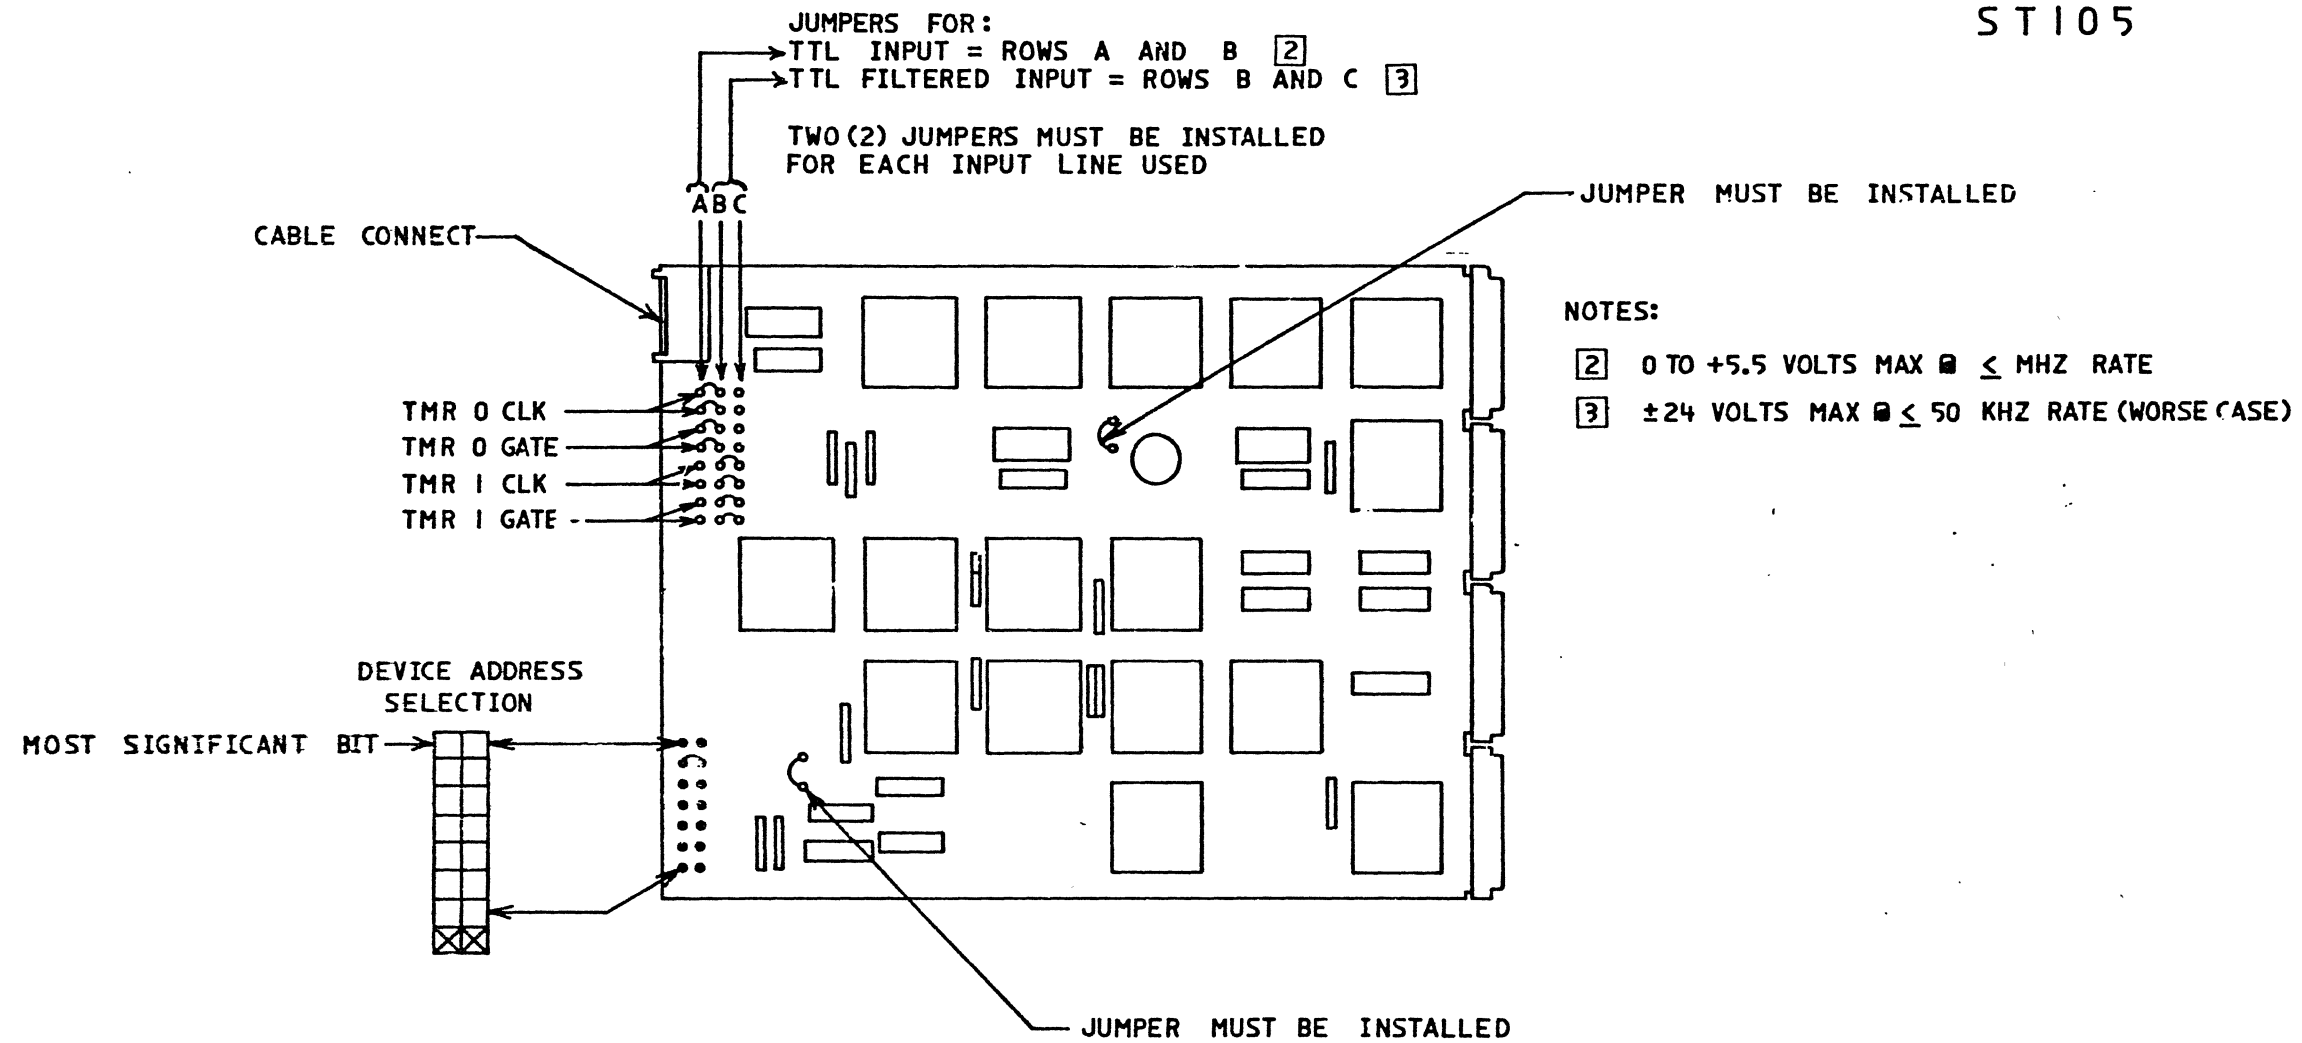 ST105
JUMPERS FOR:
TTL INPUT = ROWS A AND B 2
TTL FILTERED INPUT = ROWS B AND C 3
TWO(2) JUMPERS MUST BE INSTALLED
FOR EACH INPUT LINE USED
A B C
JUMPER MUST BE INSTALLED
CABLE CONNECT
NOTES:
2 0 TO +5.5 VOLTS MAX @ ≤ MHZ RATE
3 ±24 VOLTS MAX @ ≤ 50 KHZ RATE (WORSE CASE)
TMR 0 CLK
TMR 0 GATE
TMR 1 CLK
TMR 1 GATE
DEVICE ADDRESS
SELECTION
MOST SIGNIFICANT BIT
JUMPER MUST BE INSTALLED